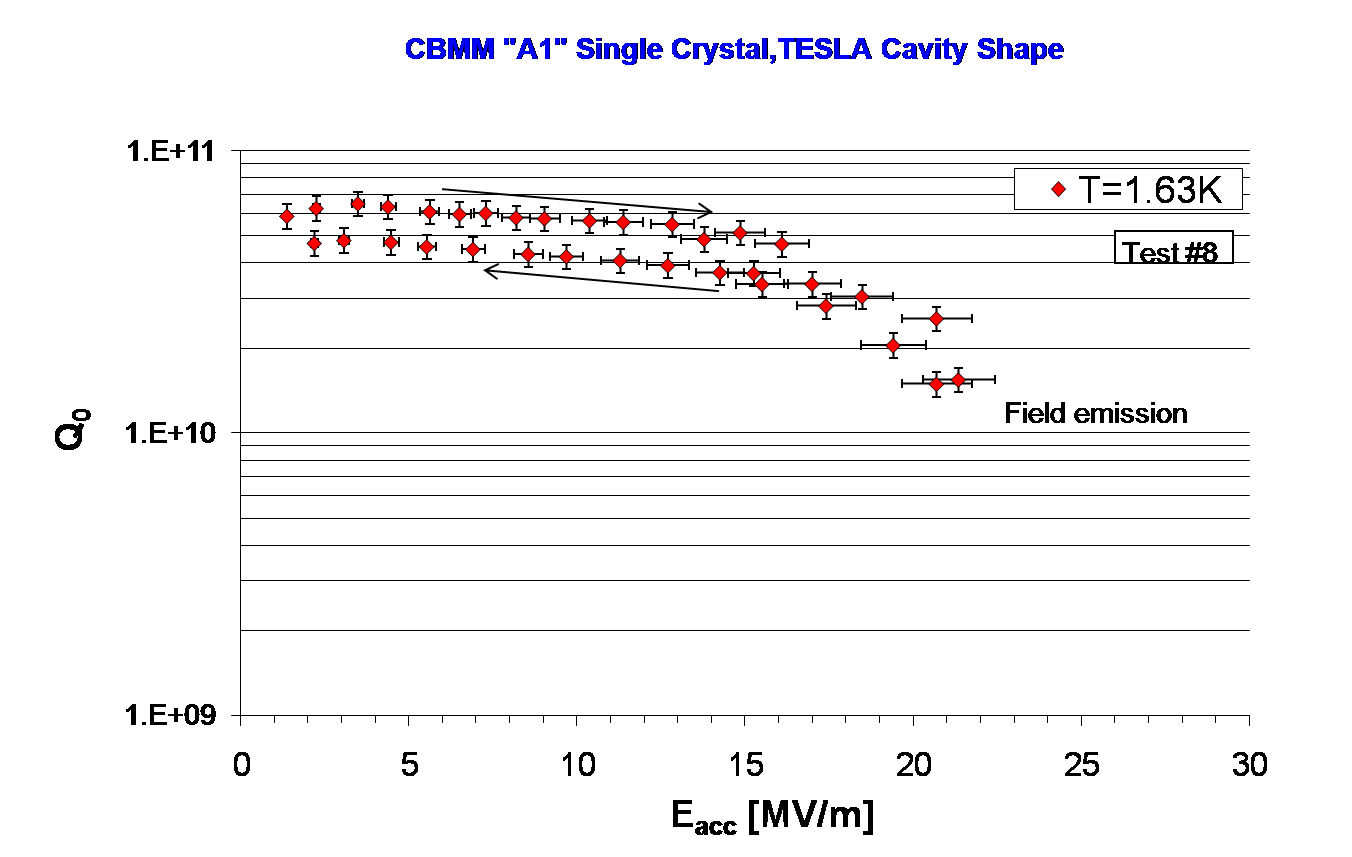 CBMM "A1" Single Crystal,TESLA Cavity Shape
1.E+11
T=1.63K
Test #8
Field emission
Q0
1.E+10
1.E+09
0 5 10 15 20 25 30
Eacc [MV/m]